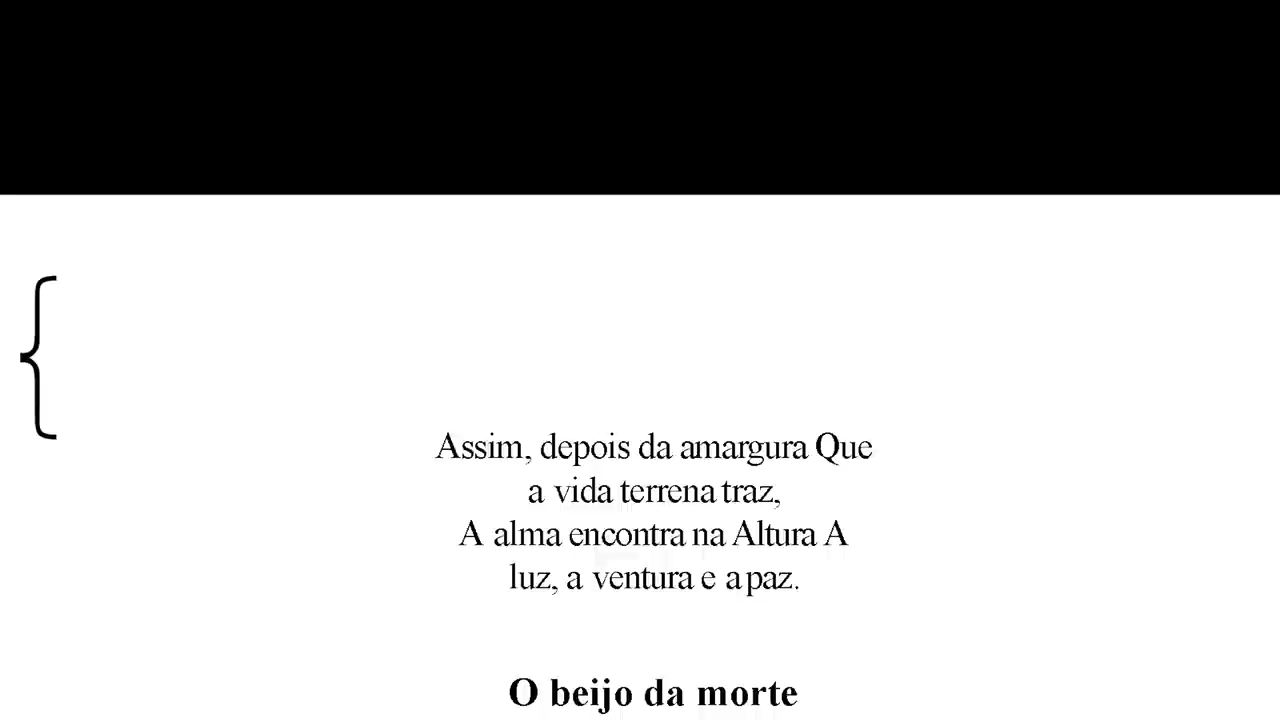 Assim, depois da amargura Que
a vida terrena traz,
A alma encontra na Altura A
luz, a ventura e a paz.
O beijo da morte